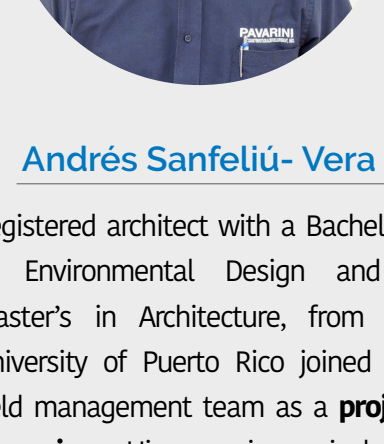 PAVARINI
Andrés Sanfeliú- Vera
egistered architect with a Bachel
Environmental Design and
aster's in Architecture, from
niversity of Puerto Rico joined
eld management team as a proj